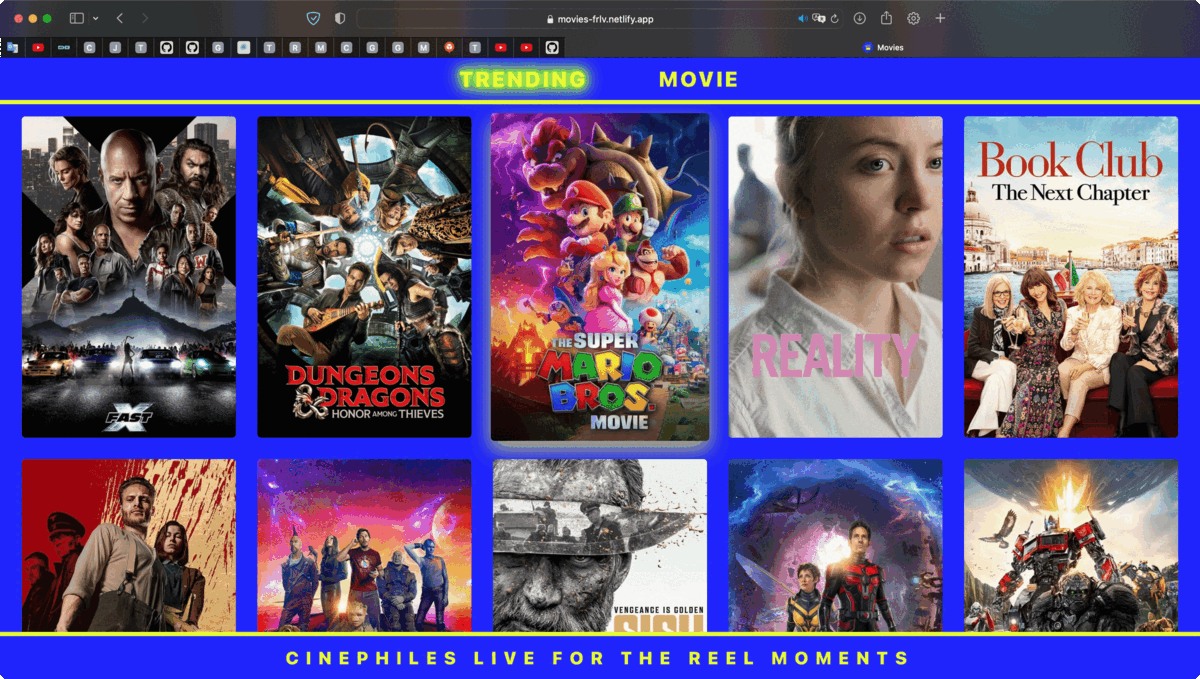 movies-frlv.netlify.app
C J T G T R M C G G M T
Movies
TRENDING MOVIE
FAST X
DUNGEONS
& DRAGONS
HONOR AMONG THIEVES
THE SUPER
MARIO
BROS.
MOVIE
REALITY
Book Club
The Next Chapter
VENGEANCE IS GOLDEN
SISU
CINEPHILES LIVE FOR THE REEL MOMENTS